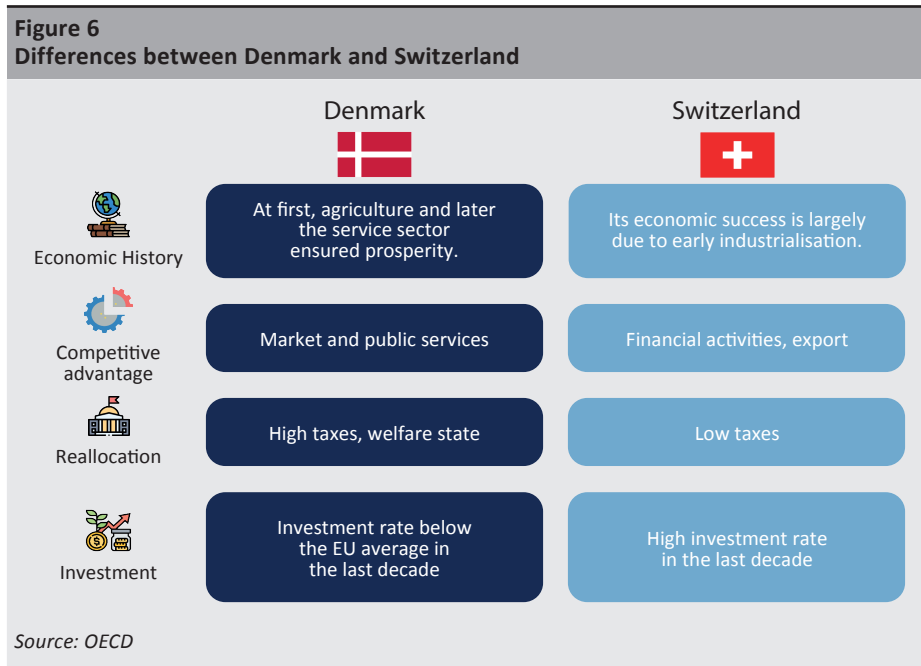 Figure 6
Differences between Denmark and Switzerland
Denmark
Switzerland
Economic History
At first, agriculture and later
the service sector
ensured prosperity.
Its economic success is largely
due to early industrialisation.
Competitive
advantage
Market and public services
Financial activities, export
Reallocation
High taxes, welfare state
Low taxes
Investment
Investment rate below
the EU average in
the last decade
High investment rate
in the last decade
Source: OECD